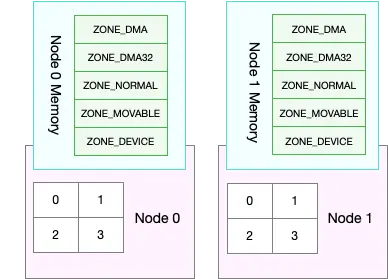 Node 0 Memory
ZONE_DMA
ZONE_DMA32
ZONE_NORMAL
ZONE_MOVABLE
ZONE_DEVICE
0 1
2 3
Node 0
Node 1 Memory
ZONE_DMA
ZONE_DMA32
ZONE_NORMAL
ZONE_MOVABLE
ZONE_DEVICE
0 1
2 3
Node 1